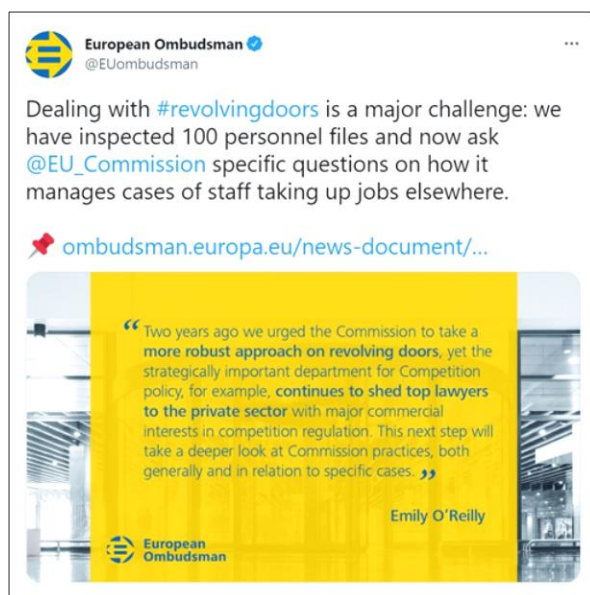 European Ombudsman
@EUombudsman
...
Dealing with #revolvingdoors is a major challenge: we
have inspected 100 personnel files and now ask
@EU_Commission specific questions on how it
manages cases of staff taking up jobs elsewhere.
📌 ombudsman.europa.eu/news-document/...
“ Two years ago we urged the Commission to take a
more robust approach on revolving doors, yet the
strategically important department for Competition
policy, for example, continues to shed top lawyers
to the private sector with major commercial
interests in competition regulation. This next step will
take a deeper look at Commission practices, both
generally and in relation to specific cases. ”
Emily O’Reilly
European
Ombudsman